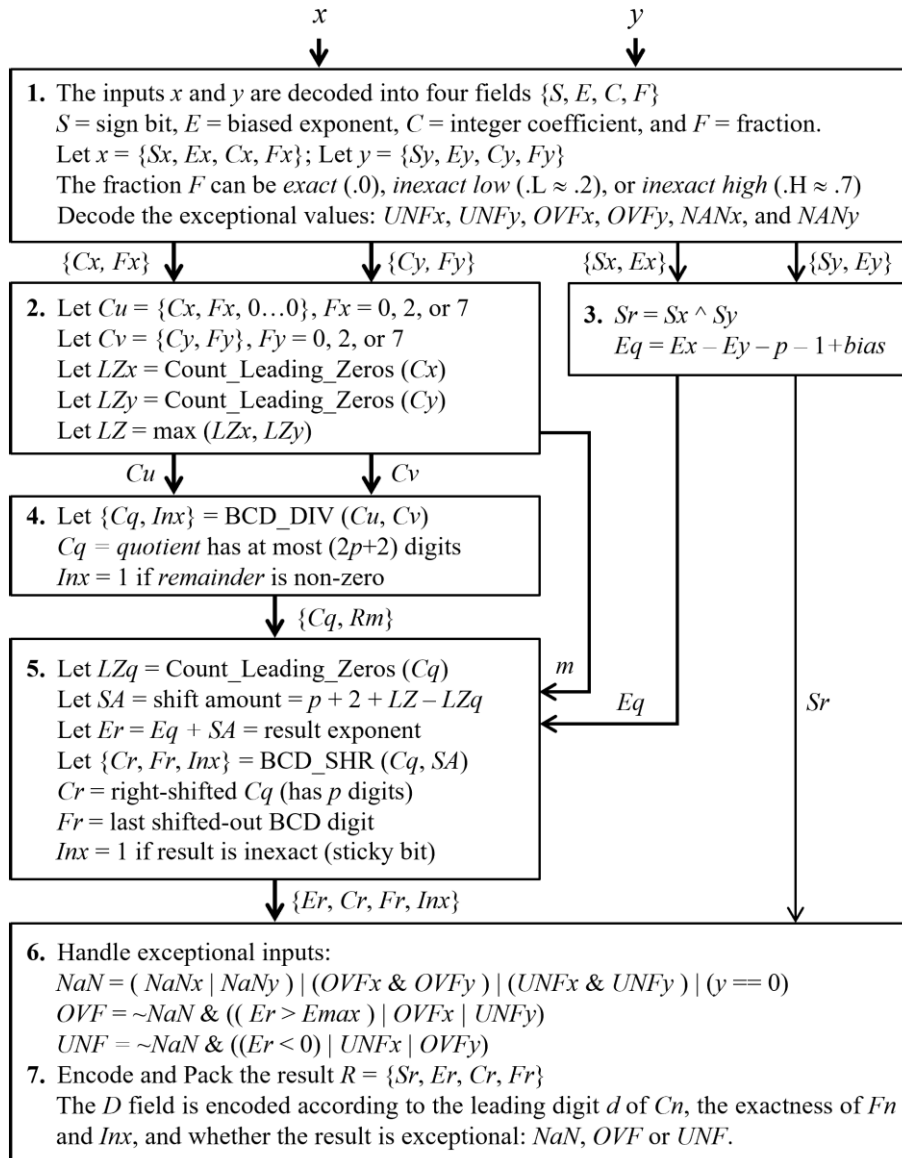 x y
1. The inputs x and y are decoded into four fields {S, E, C, F}
S = sign bit, E = biased exponent, C = integer coefficient, and F = fraction.
Let x = {Sx, Ex, Cx, Fx}; Let y = {Sy, Ey, Cy, Fy}
The fraction F can be exact (.0), inexact low (.L ≈ .2), or inexact high (.H ≈ .7)
Decode the exceptional values: UNFx, UNFy, OVFx, OVFy, NANx, and NANy
{Cx, Fx} {Cy, Fy} {Sx, Ex} {Sy, Ey}
2. Let Cu = {Cx, Fx, 0…0}, Fx = 0, 2, or 7
Let Cv = {Cy, Fy}, Fy = 0, 2, or 7
Let LZx = Count_Leading_Zeros (Cx)
Let LZy = Count_Leading_Zeros (Cy)
Let LZ = max (LZx, LZy)
3. Sr = Sx ^ Sy
Eq = Ex – Ey – p – 1+bias
Cu Cv
4. Let {Cq, Inx} = BCD_DIV (Cu, Cv)
Cq = quotient has at most (2p+2) digits
Inx = 1 if remainder is non-zero
{Cq, Rm}
5. Let LZq = Count_Leading_Zeros (Cq)
Let SA = shift amount = p + 2 + LZ – LZq
Let Er = Eq + SA = result exponent
Let {Cr, Fr, Inx} = BCD_SHR (Cq, SA)
Cr = right-shifted Cq (has p digits)
Fr = last shifted-out BCD digit
Inx = 1 if result is inexact (sticky bit)
m
Eq
Sr
{Er, Cr, Fr, Inx}
6. Handle exceptional inputs:
NaN = ( NaNx | NaNy ) | (OVFx & OVFy ) | (UNFx & UNFy ) | (y == 0)
OVF = ~NaN & (( Er > Emax ) | OVFx | UNFy)
UNF = ~NaN & ((Er < 0) | UNFx | OVFy)
7. Encode and Pack the result R = {Sr, Er, Cr, Fr}
The D field is encoded according to the leading digit d of Cn, the exactness of Fn
and Inx, and whether the result is exceptional: NaN, OVF or UNF.